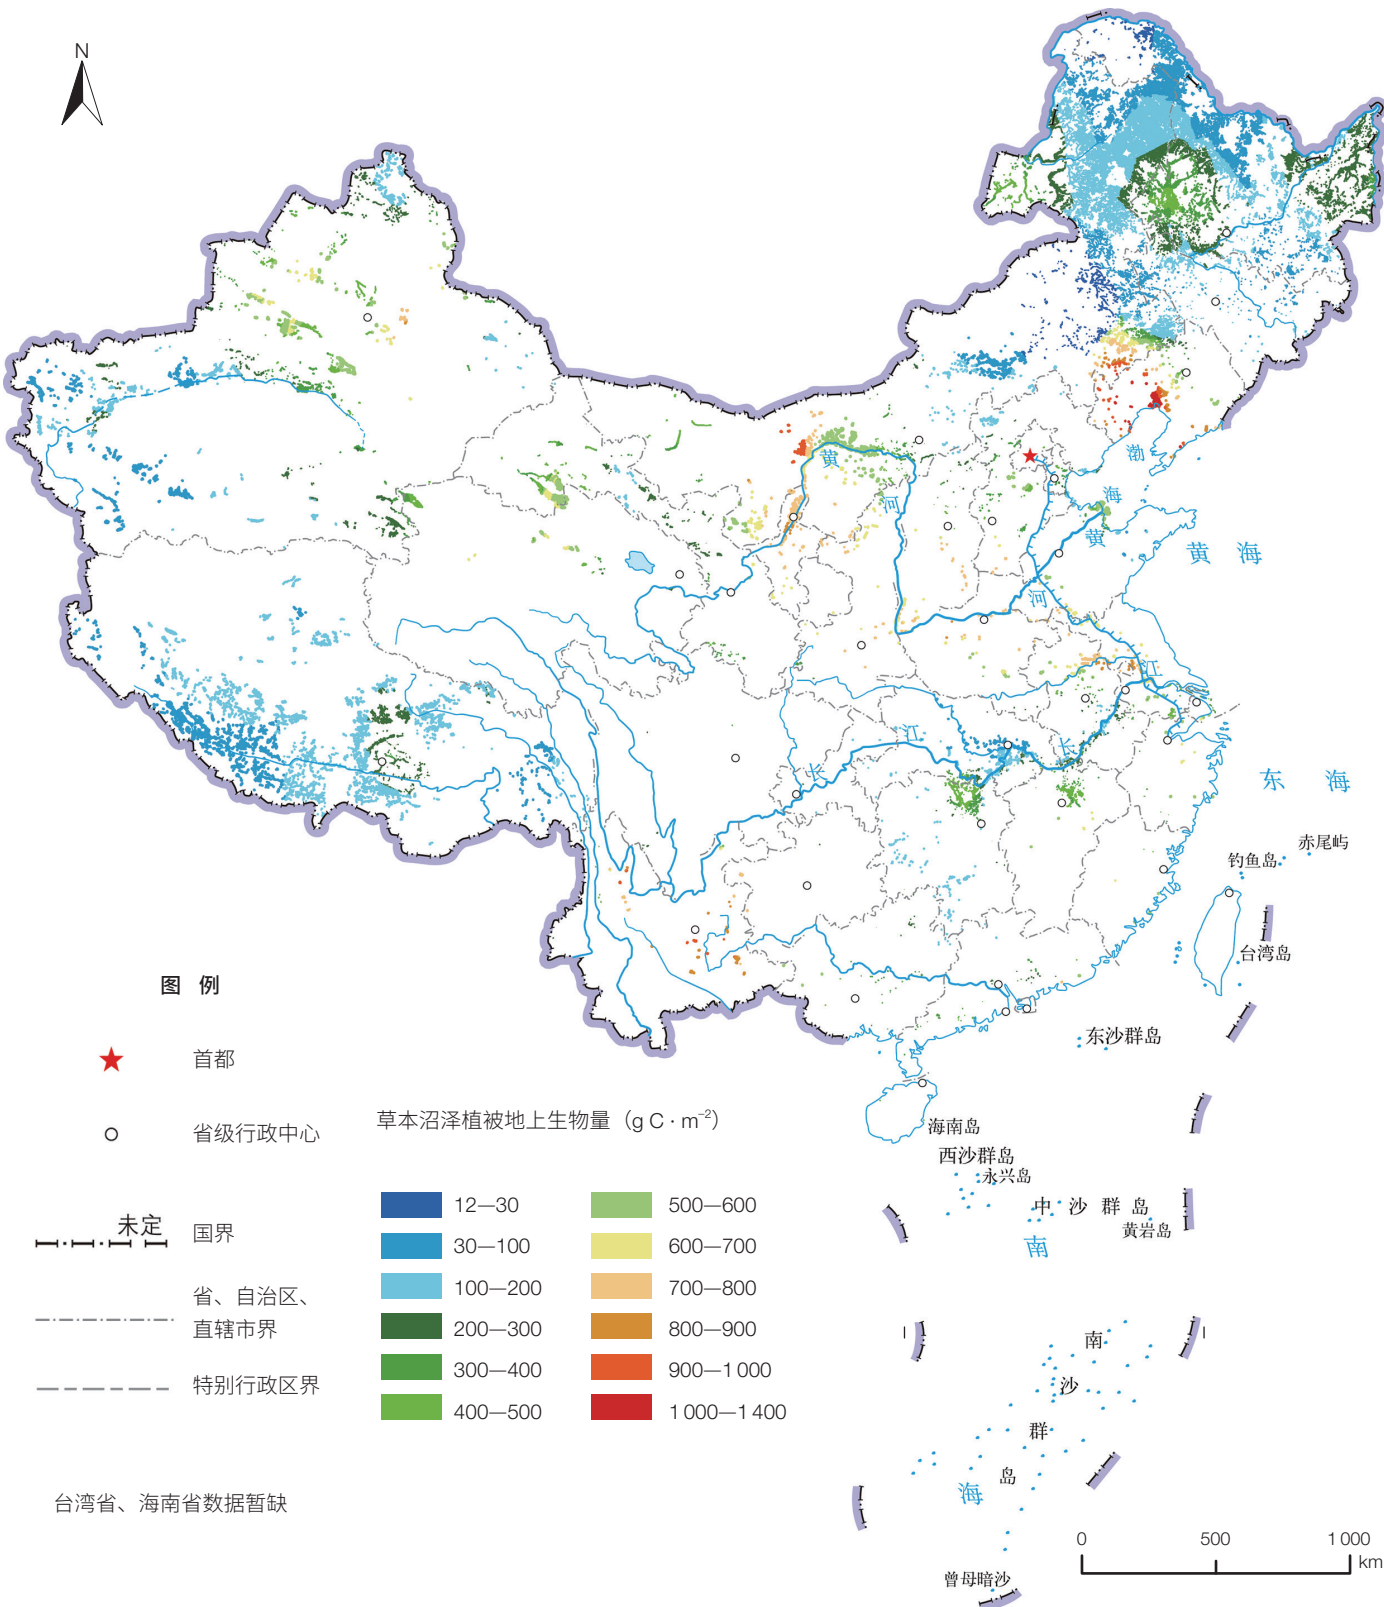 N
黄
河
渤
海
黄
河
黄 海
江
江
长
长
东 海
赤尾屿
钓鱼岛
台湾岛
东沙群岛
海南岛
西沙群岛
永兴岛
中 沙 群 岛
黄岩岛
南
海
南
沙
群
岛
曾母暗沙
图 例
首都
省级行政中心
未定
国界
省、自治区、
直辖市界
特别行政区界
台湾省、海南省数据暂缺
草本沼泽植被地上生物量（g C · m⁻²）
12—30
30—100
100—200
200—300
300—400
400—500
500—600
600—700
700—800
800—900
900—1 000
1 000—1 400
0 500 1 000
km